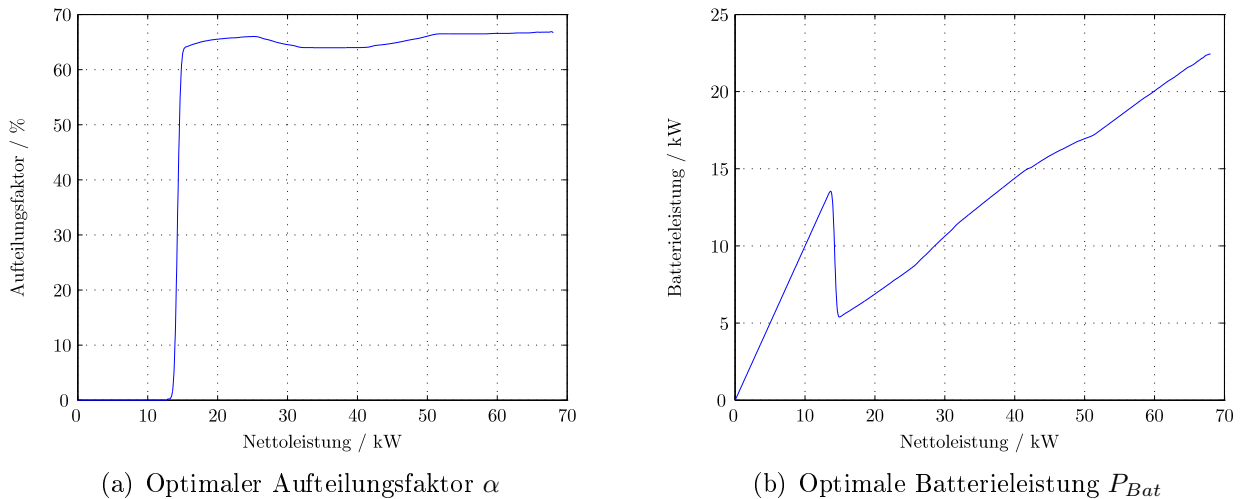 70
60
50
40
30
20
10
0
Aufteilungsfaktor / %
0 10 20 30 40 50 60 70
Nettoleistung / kW
(a) Optimaler Aufteilungsfaktor α
25
20
15
10
5
0
Batterieleistung / kW
0 10 20 30 40 50 60 70
Nettoleistung / kW
(b) Optimale Batterieleistung P_{Bat}